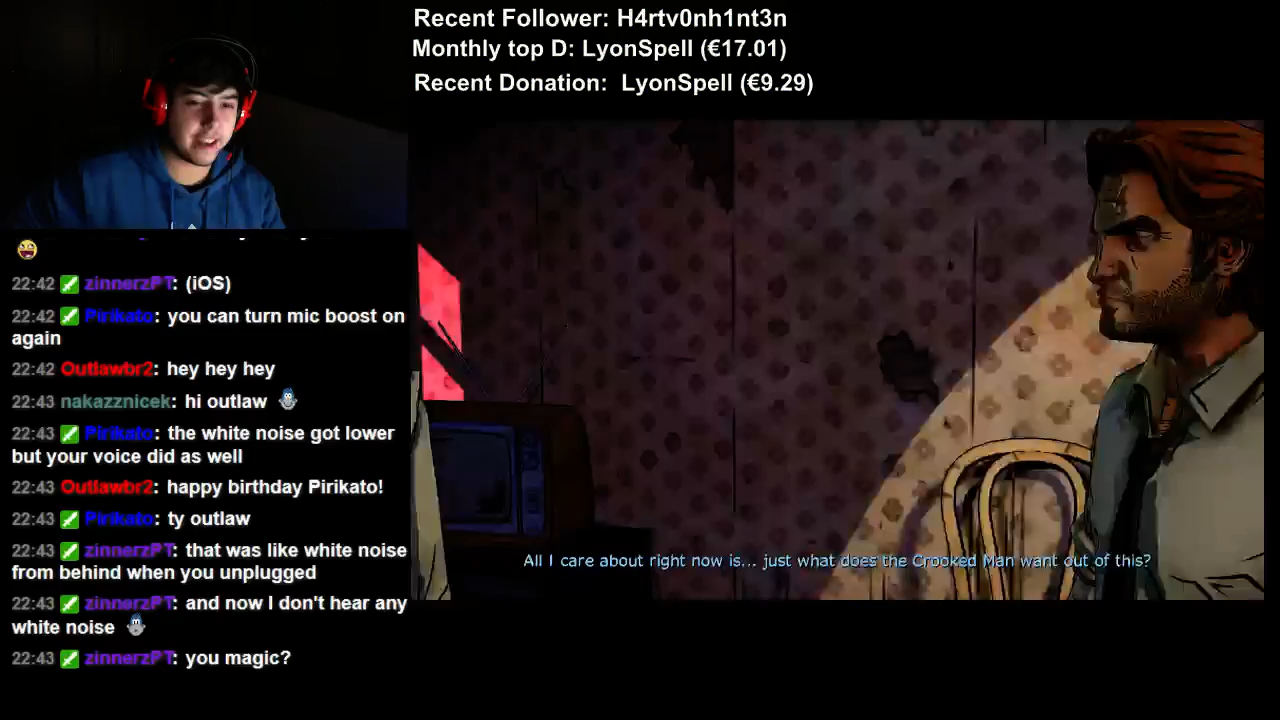 Recent Follower: H4rtv0nh1nt3n
Monthly top D: LyonSpell (€17.01)
Recent Donation: LyonSpell (€9.29)
22:42 zinnerzPT: (iOS)
22:42 Pirikato: you can turn mic boost on
again
22:42 Outlawbr2: hey hey hey
22:43 nakazznicek: hi outlaw
22:43 Pirikato: the white noise got lower
but your voice did as well
22:43 Outlawbr2: happy birthday Pirikato!
22:43 Pirikato: ty outlaw
22:43 zinnerzPT: that was like white noise
from behind when you unplugged
22:43 zinnerzPT: and now I don't hear any
white noise
22:43 zinnerzPT: you magic?
All I care about right now is... just what does the Crooked Man want out of this?